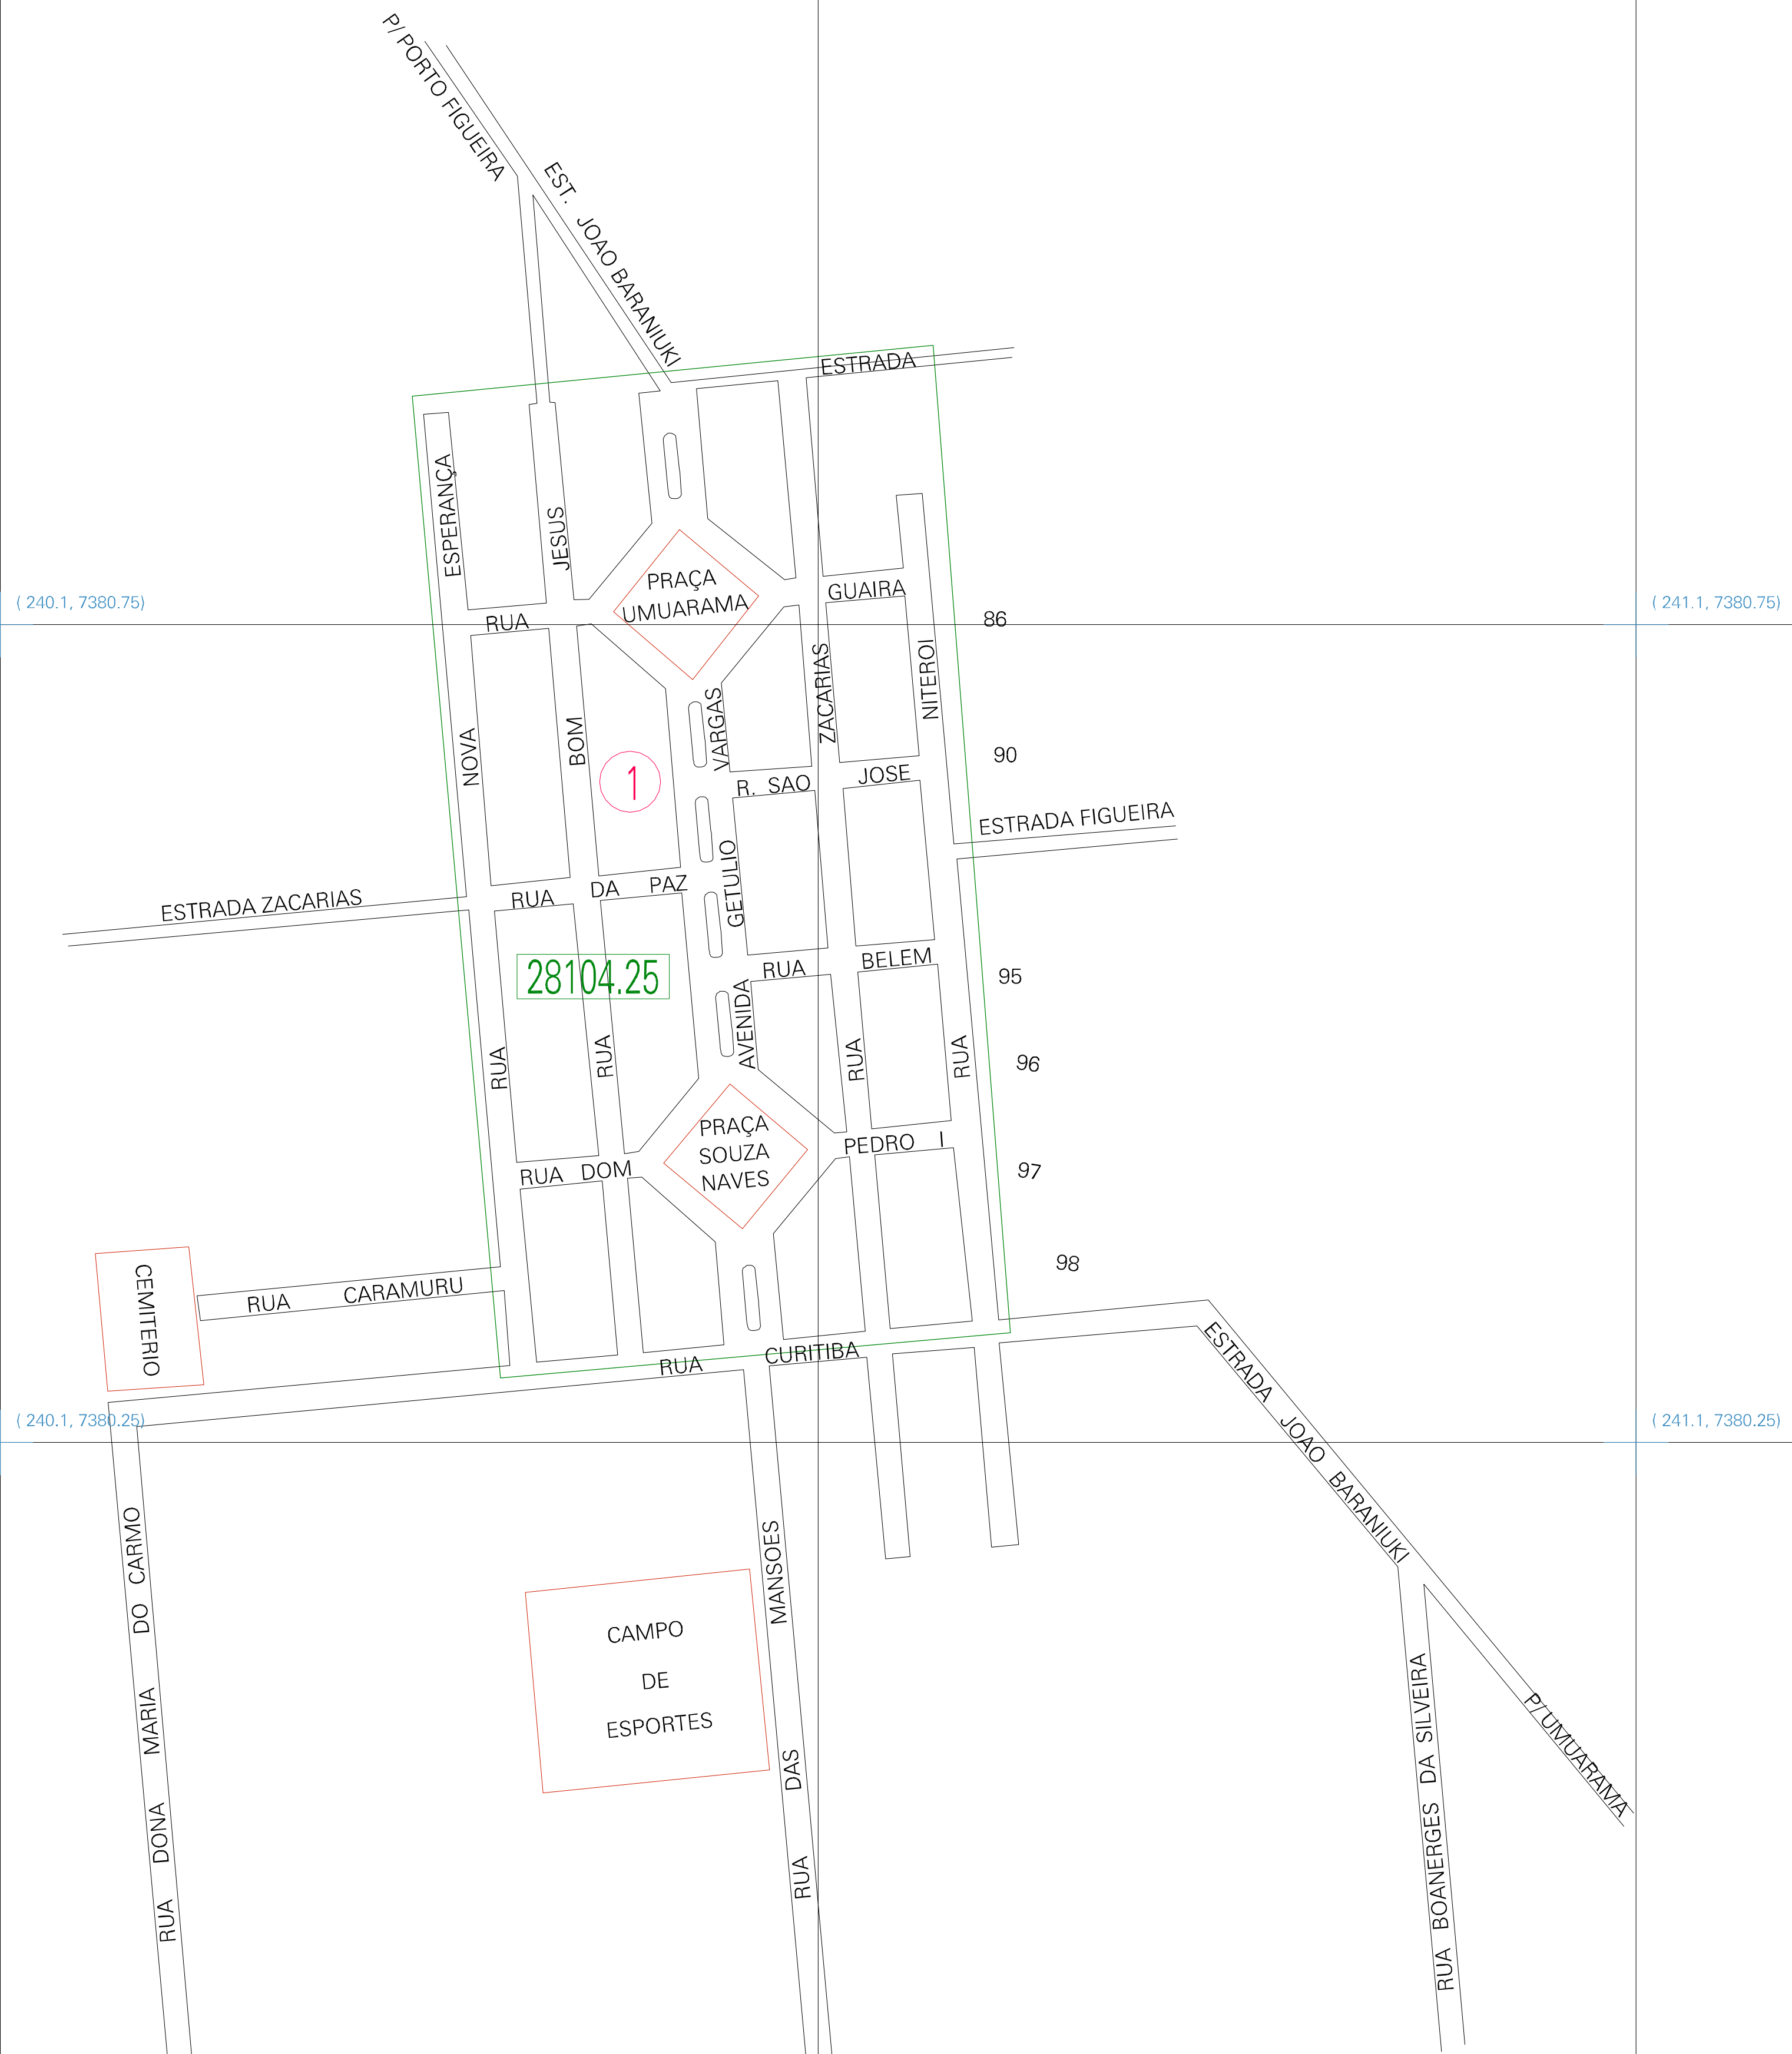 P/ PORTO FIGUEIRA
EST. JOAO BARANIUKI
ESTRADA
RUA NOVA ESPERANÇA
RUA BOM JESUS
PRAÇA
UMUARAMA
RUA GUAIRA
( 240.1, 7380.75)
( 241.1, 7380.75)
86
AVENIDA GETULIO VARGAS
RUA ZACARIAS
RUA NITEROI
1
90
R. SAO JOSE
ESTRADA FIGUEIRA
ESTRADA ZACARIAS
RUA DA PAZ
28104.25
RUA BELEM
95
96
PRAÇA
SOUZA
NAVES
RUA DOM PEDRO I
97
98
CEMITERIO
RUA CARAMURU
RUA CURITIBA
( 240.1, 7380.25)
( 241.1, 7380.25)
ESTRADA JOAO BARANIUKI
P/ UMUARAMA
RUA DONA MARIA DO CARMO
CAMPO
DE
ESPORTES
RUA DAS MANSOES
RUA BOANERGES DA SILVEIRA